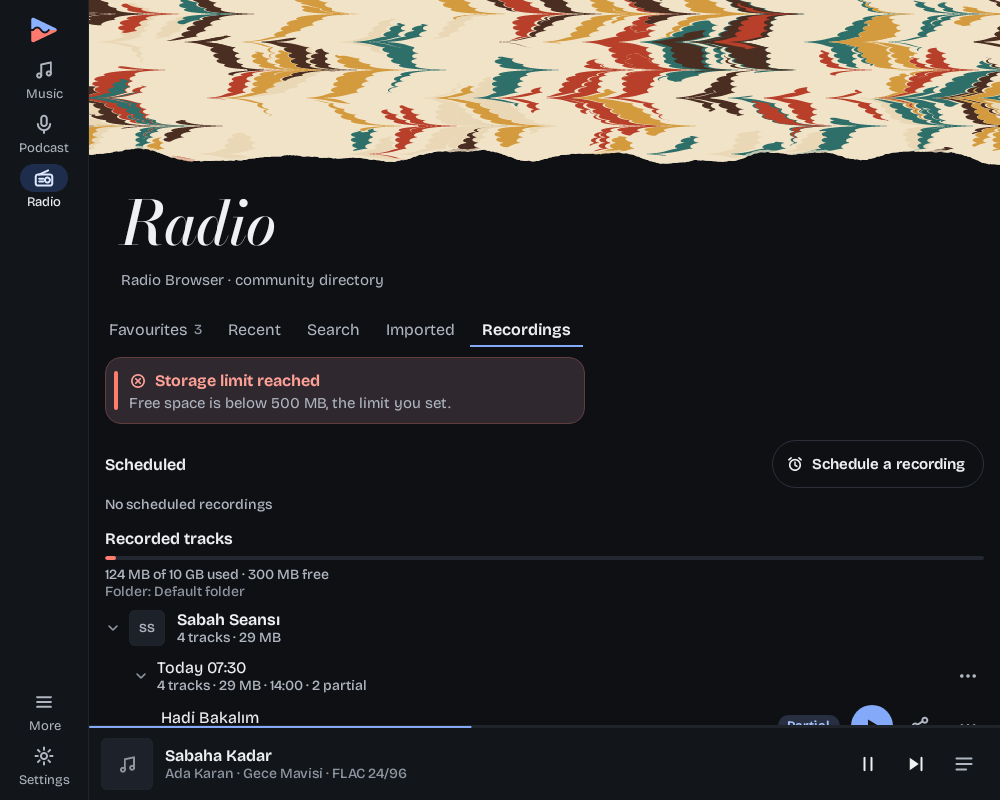 Music
Podcast
Radio
Radio
Radio Browser · community directory
Favourites 3 Recent Search Imported Recordings
Storage limit reached
Free space is below 500 MB, the limit you set.
Scheduled
Schedule a recording
No scheduled recordings
Recorded tracks
124 MB of 10 GB used · 300 MB free
Folder: Default folder
SS
Sabah Seansı
4 tracks · 29 MB
Today 07:30
4 tracks · 29 MB · 14:00 · 2 partial
Hadi Bakalım
Partial
More
Settings
Sabaha Kadar
Ada Karan · Gece Mavisi · FLAC 24/96